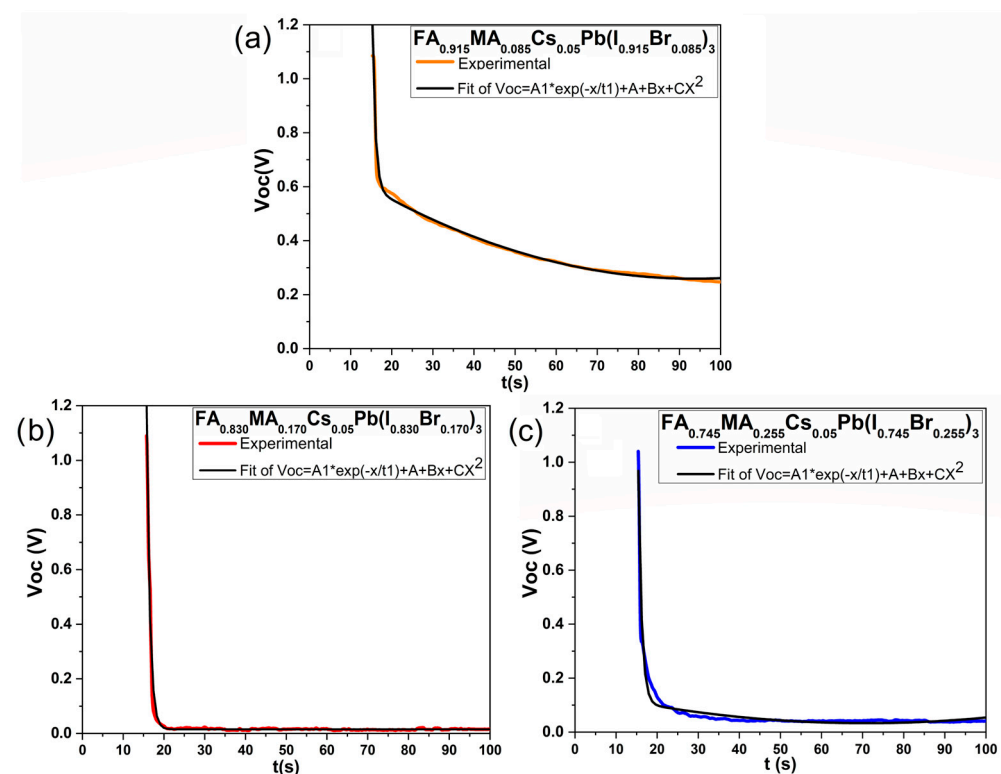 (a)
FA0.915MA0.085Cs0.05Pb(I0.915Br0.085)3
Experimental
Fit of Voc=A1*exp(-x/t1)+A+Bx+CX2
Voc(V)
1.2
1.0
0.8
0.6
0.4
0.2
0.0
0 10 20 30 40 50 60 70 80 90 100
t(s)
(b)
FA0.830MA0.170Cs0.05Pb(I0.830Br0.170)3
Experimental
Fit of Voc=A1*exp(-x/t1)+A+Bx+CX2
Voc (V)
1.2
1.0
0.8
0.6
0.4
0.2
0.0
0 10 20 30 40 50 60 70 80 90 100
t(s)
(c)
FA0.745MA0.255Cs0.05Pb(I0.745Br0.255)3
Experimental
Fit of Voc=A1*exp(-x/t1)+A+Bx+CX2
Voc (V)
1.2
1.0
0.8
0.6
0.4
0.2
0.0
0 20 40 60 80 100
t (s)